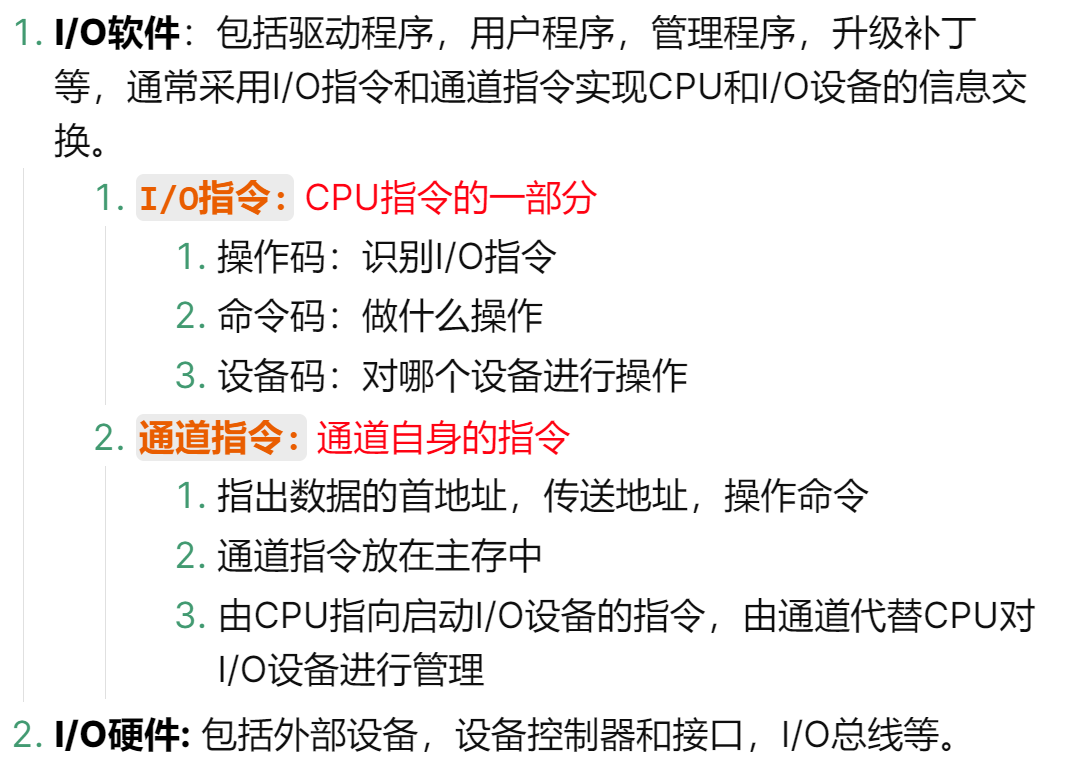 1. I/O软件：包括驱动程序，用户程序，管理程序，升级补丁
等，通常采用I/O指令和通道指令实现CPU和I/O设备的信息交
换。
1. I/O指令：CPU指令的一部分
1. 操作码：识别I/O指令
2. 命令码：做什么操作
3. 设备码：对哪个设备进行操作
2. 通道指令：通道自身的指令
1. 指出数据的首地址，传送地址，操作命令
2. 通道指令放在主存中
3. 由CPU指向启动I/O设备的指令，由通道代替CPU对
I/O设备进行管理
2. I/O硬件: 包括外部设备，设备控制器和接口，I/O总线等。